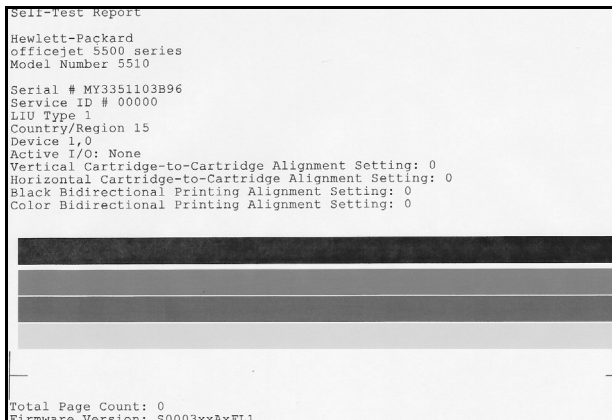 Self-Test Report
Hewlett-Packard
officejet 5500 series
Model Number 5510
Serial # MY3351103B96
Service ID # 00000
LIU Type 1
Country/Region 15
Device 1,0
Active I/O: None
Vertical Cartridge-to-Cartridge Alignment Setting: 0
Horizontal Cartridge-to-Cartridge Alignment Setting: 0
Black Bidirectional Printing Alignment Setting: 0
Color Bidirectional Printing Alignment Setting: 0
Total Page Count: 0
Firmware Version: S0003xxAxFL1